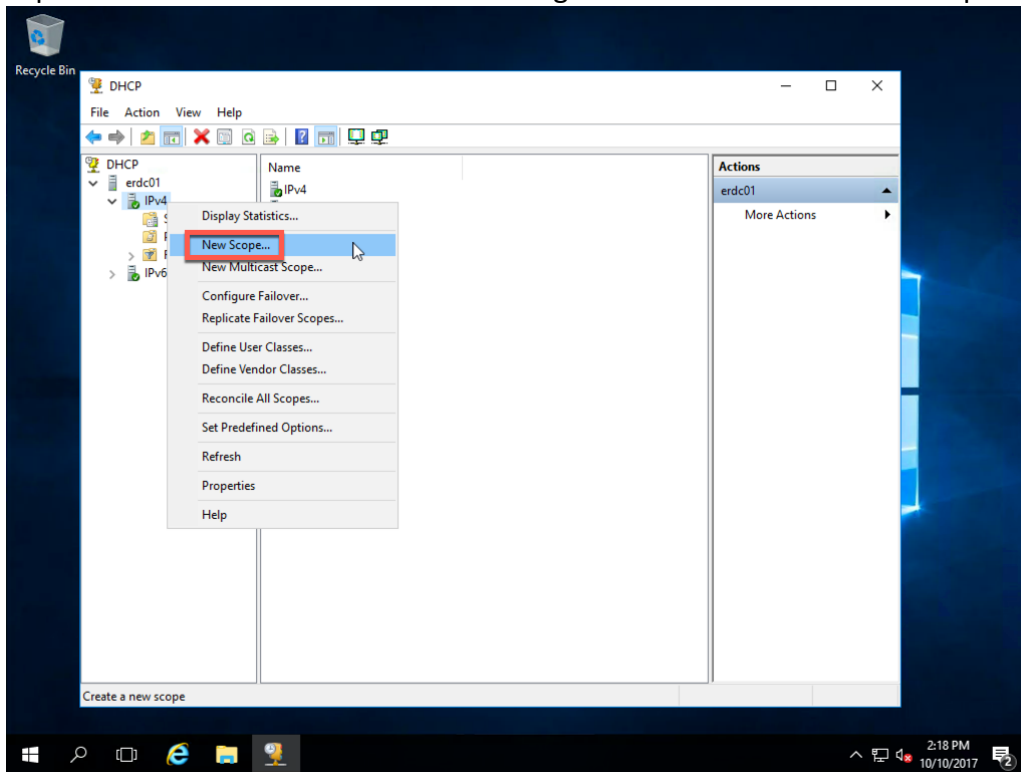 Recycle Bin
DHCP
File Action View Help
DHCP
erdc01
IPv4
IPv6
Name
IPv4
Actions
erdc01
More Actions
Display Statistics...
New Scope...
New Multicast Scope...
Configure Failover...
Replicate Failover Scopes...
Define User Classes...
Define Vendor Classes...
Reconcile All Scopes...
Set Predefined Options...
Refresh
Properties
Help
Create a new scope
2:18 PM
10/10/2017
2